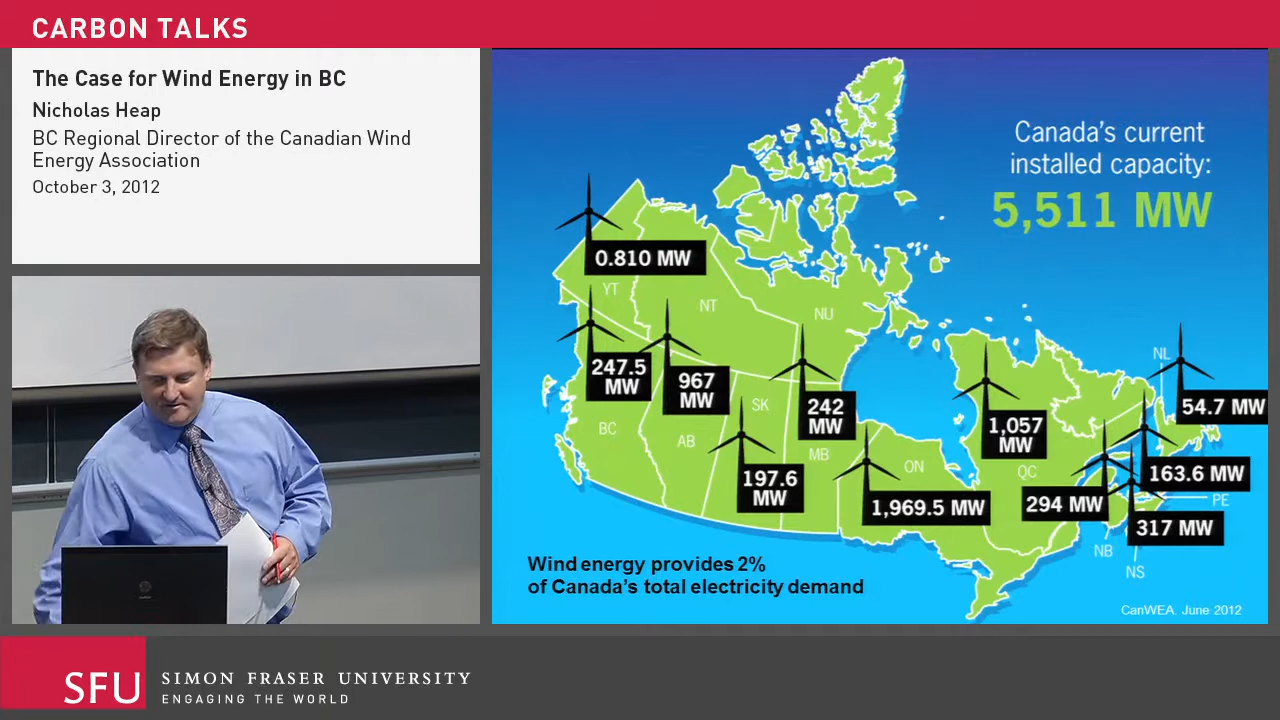 CARBON TALKS
The Case for Wind Energy in BC
Nicholas Heap
BC Regional Director of the Canadian Wind
Energy Association
October 3, 2012
Canada's current
installed capacity:
5,511 MW
0.810 MW
YT
NT
NU
247.5
MW
967
MW
242
MW
1,057
MW
NL
54.7 MW
BC
AB
SK
MB
ON
QC
197.6
MW
1,969.5 MW
294 MW
163.6 MW
PE
317 MW
NB
NS
Wind energy provides 2%
of Canada's total electricity demand
CanWEA. June 2012
SFU
SIMON FRASER UNIVERSITY
ENGAGING THE WORLD